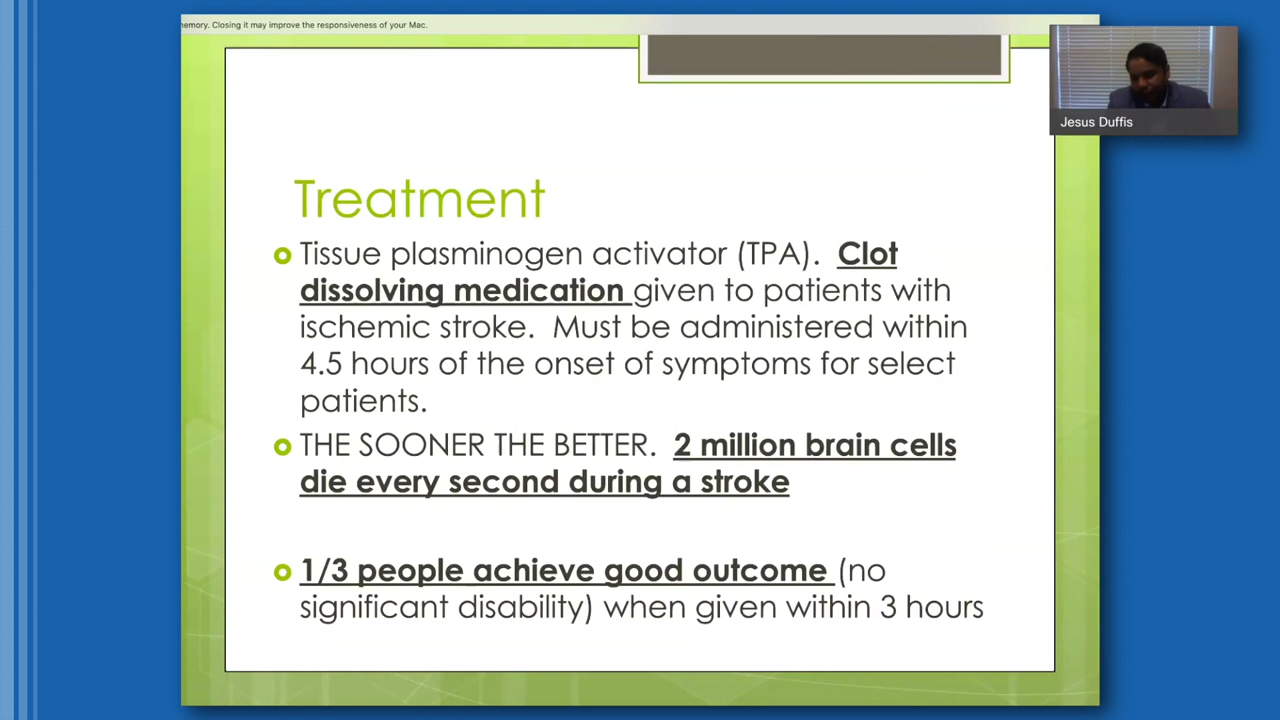 Closing it may improve the responsiveness of your Mac.
Jesus Duffis
Treatment
Tissue plasminogen activator (TPA). Clot
dissolving medication given to patients with
ischemic stroke. Must be administered within
4.5 hours of the onset of symptoms for select
patients.
THE SOONER THE BETTER. 2 million brain cells
die every second during a stroke
1/3 people achieve good outcome (no
significant disability) when given within 3 hours